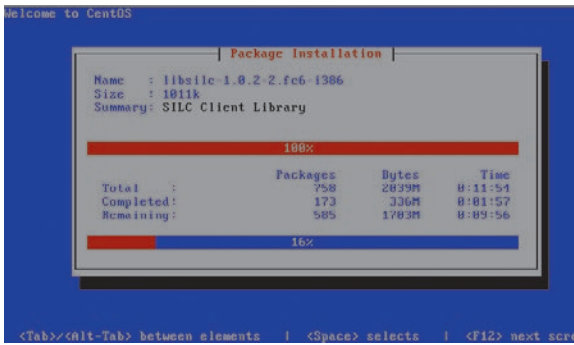 Welcome to CentOS
Package Installation
Name : libsilc-1.0.2-2.fc6-i386
Size : 1011k
Summary: SILC Client Library
100%
Packages Bytes Time
Total : 758 2039M 0:11:54
Completed: 173 336M 0:01:57
Remaining: 585 1703M 0:09:56
16%
<Tab>/<Alt-Tab> between elements | <Space> selects | <F12> next scre